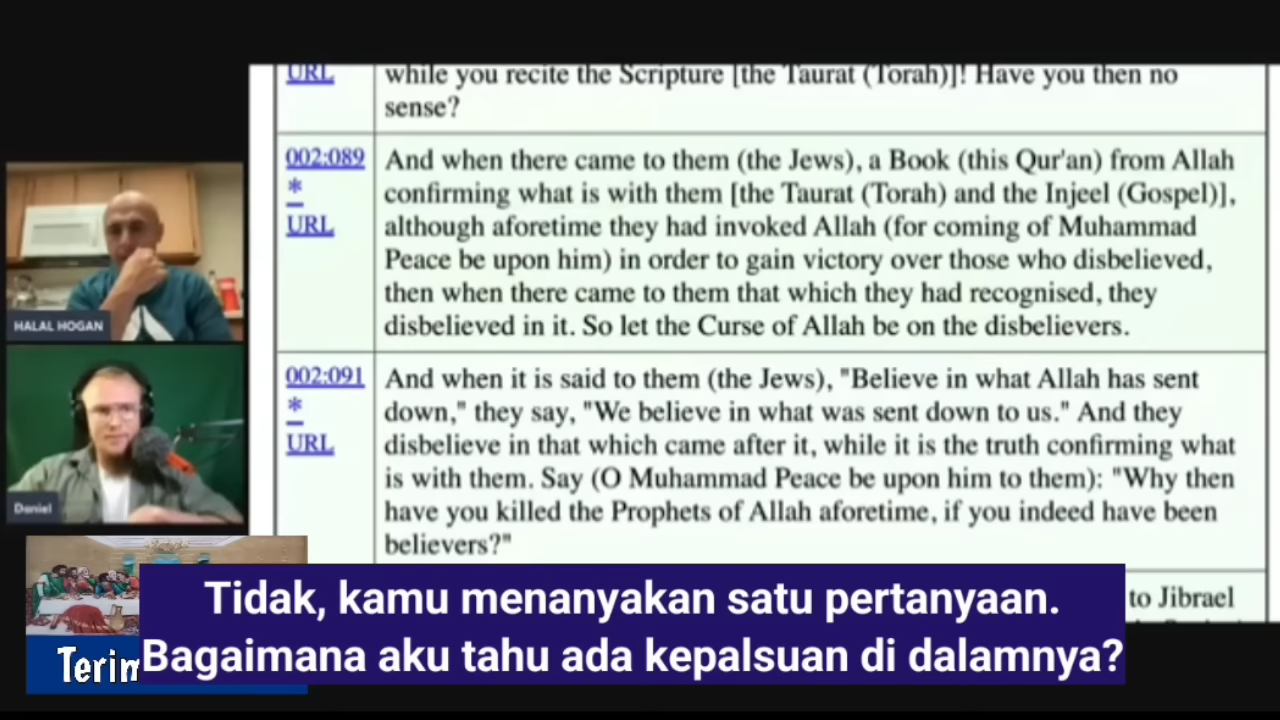 URL
while you recite the Scripture [the Taurat (Torah)]! Have you then no
sense?
002:089
*
URL
And when there came to them (the Jews), a Book (this Qur'an) from Allah
confirming what is with them [the Taurat (Torah) and the Injeel (Gospel)],
although aforetime they had invoked Allah (for coming of Muhammad
Peace be upon him) in order to gain victory over those who disbelieved,
then when there came to them that which they had recognised, they
disbelieved in it. So let the Curse of Allah be on the disbelievers.
002:091
*
URL
And when it is said to them (the Jews), "Believe in what Allah has sent
down," they say, "We believe in what was sent down to us." And they
disbelieve in that which came after it, while it is the truth confirming what
is with them. Say (O Muhammad Peace be upon him to them): "Why then
have you killed the Prophets of Allah aforetime, if you indeed have been
believers?"
to Jibrael
HALAL HOGAN
Daniel
Terim
Tidak, kamu menanyakan satu pertanyaan.
Bagaimana aku tahu ada kepalsuan di dalamnya?